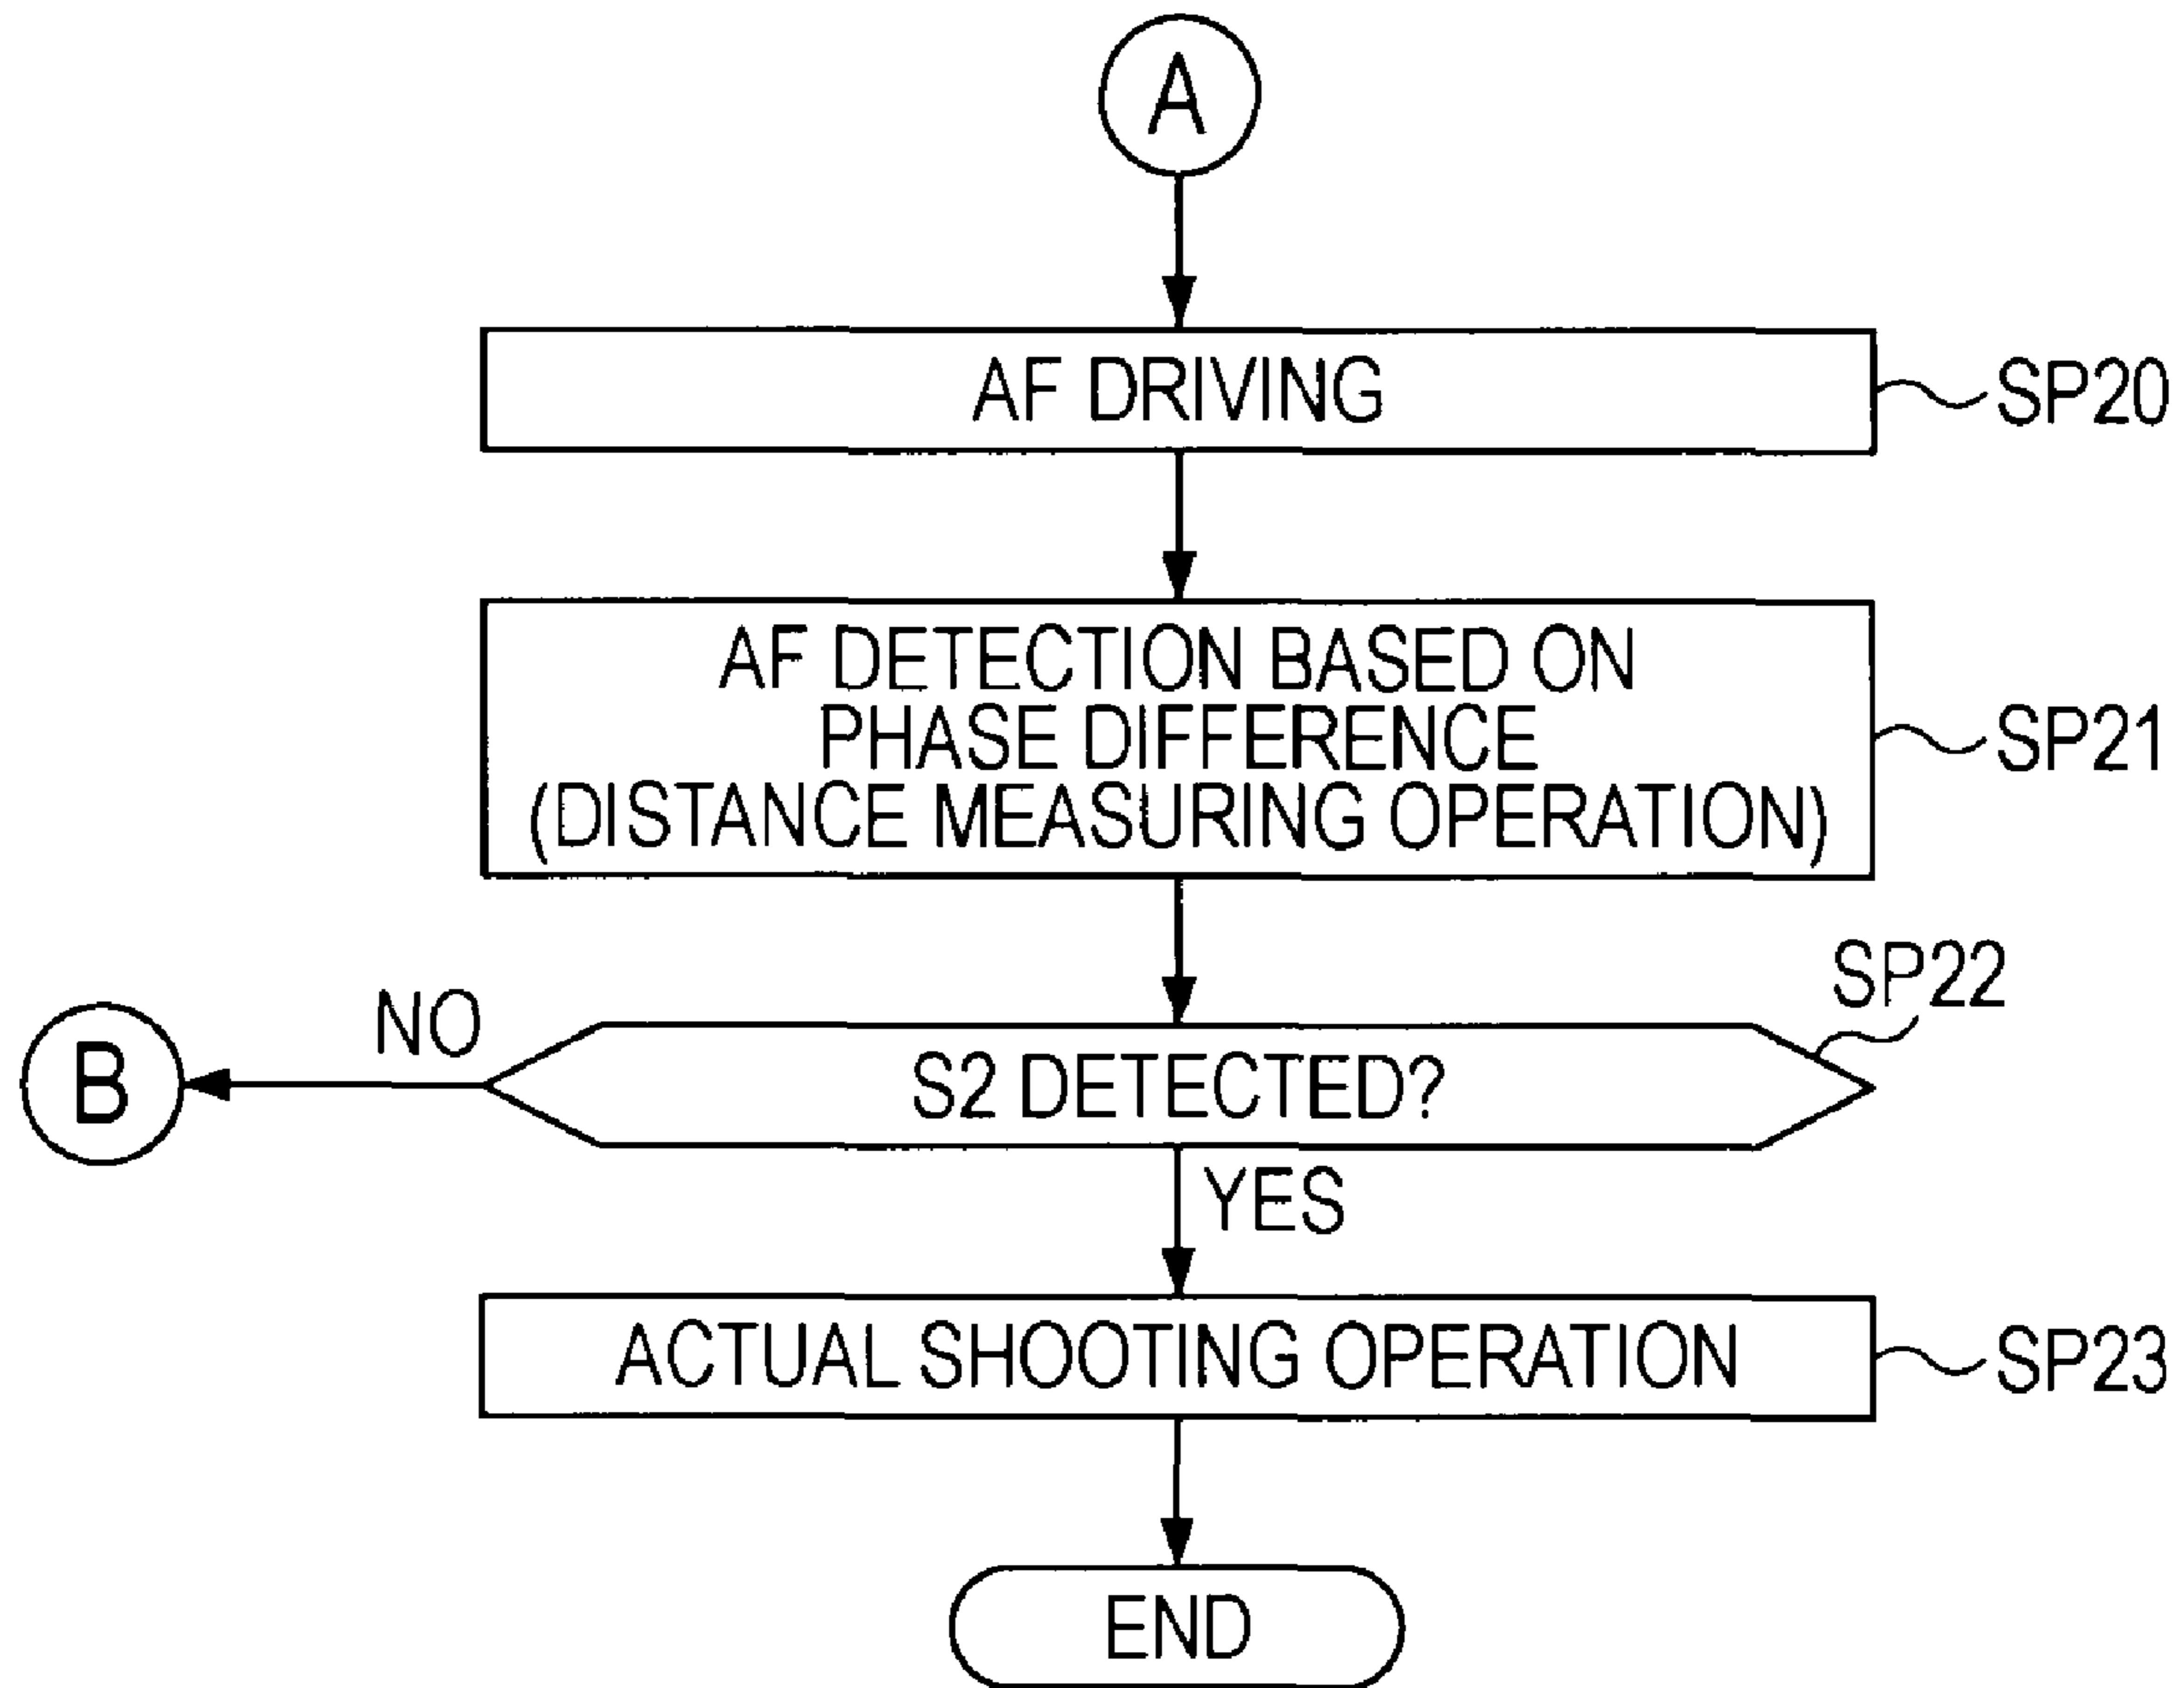 A
AF DRIVING
SP20
AF DETECTION BASED ON
PHASE DIFFERENCE
(DISTANCE MEASURING OPERATION)
SP21
SP22
NO
B
S2 DETECTED?
YES
ACTUAL SHOOTING OPERATION
SP23
END